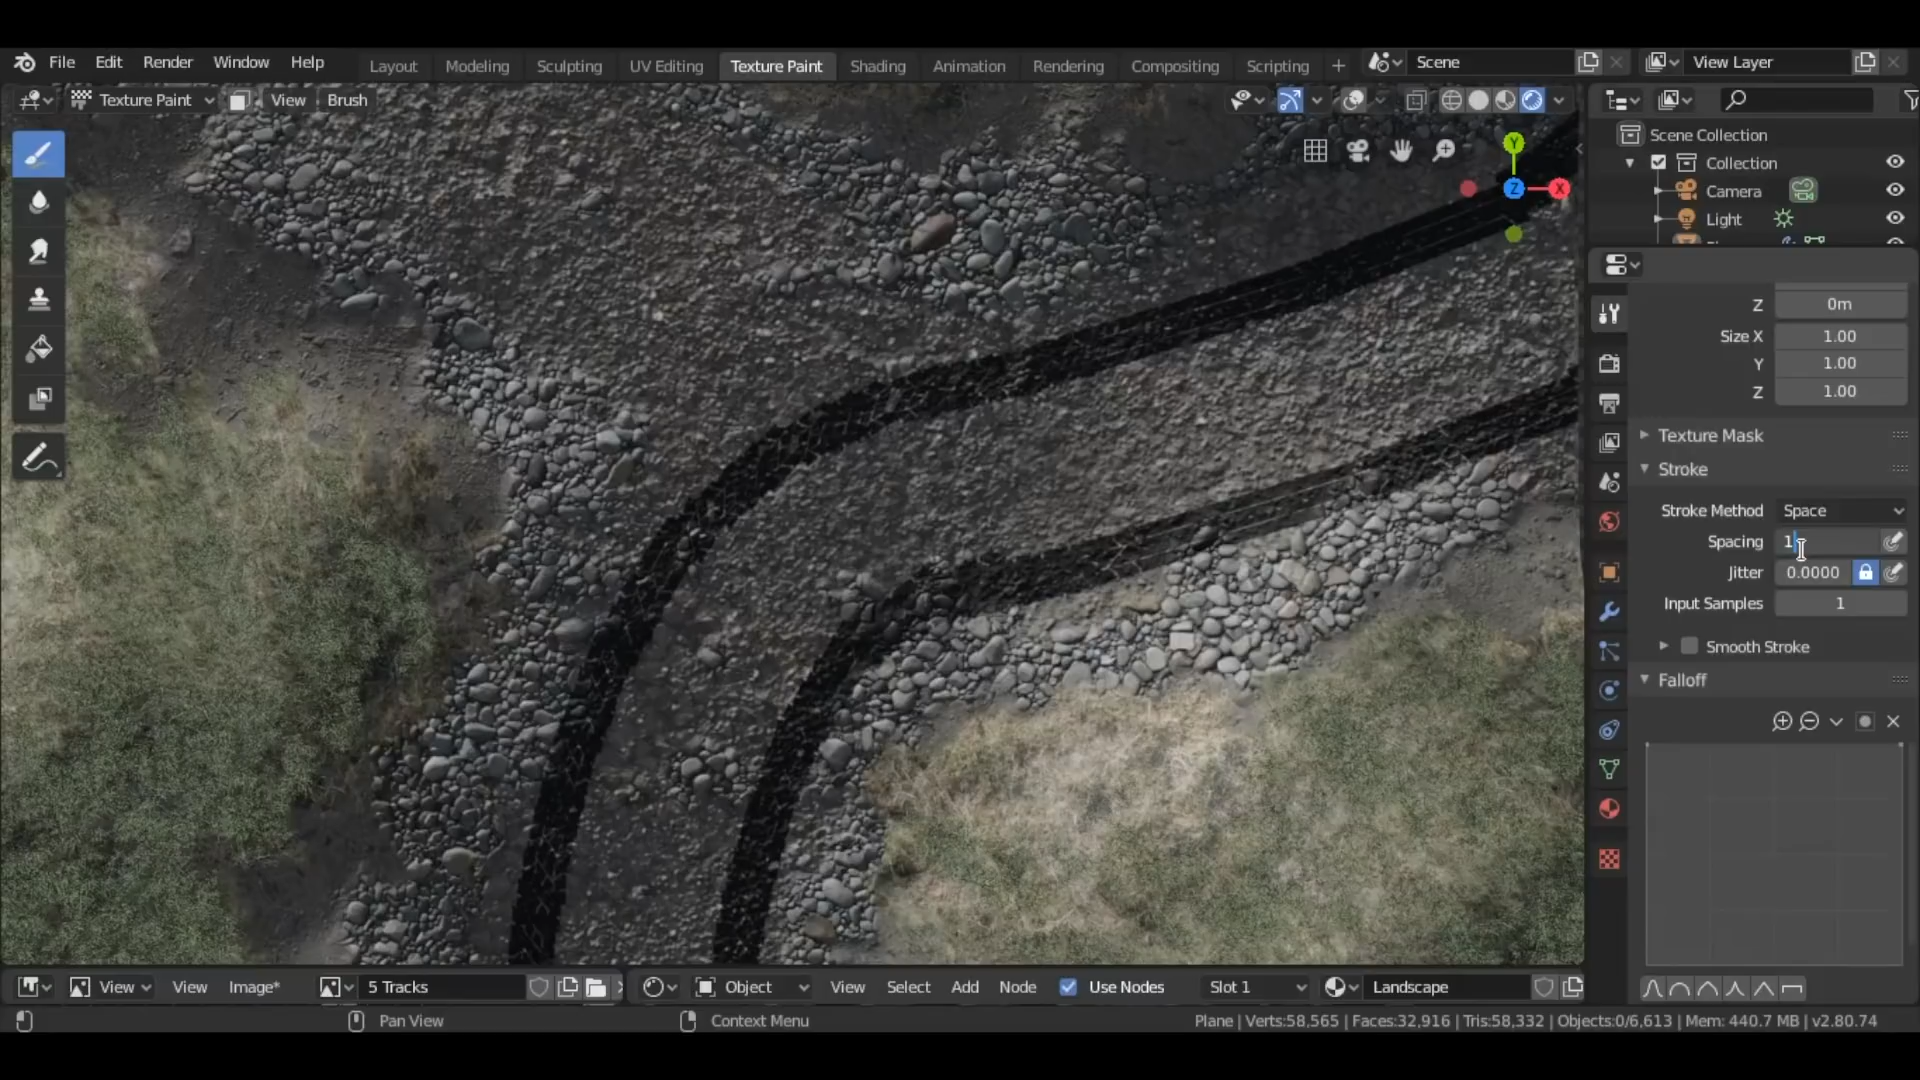 File Edit Render Window Help Layout Modeling Sculpting UV Editing Texture Paint Shading Animation Rendering Compositing Scripting + Scene View Layer
Texture Paint View Brush
Y
Z X
Scene Collection
Collection
Camera
Light
Z 0m
Size X 1.00
Y 1.00
Z 1.00
Texture Mask
Stroke
Stroke Method Space
Spacing 1
Jitter 0.0000
Input Samples 1
Smooth Stroke
Falloff
View View Image* 5 Tracks Object View Select Add Node Use Nodes Slot 1 Landscape
Pan View Context Menu Plane | Verts:58,565 | Faces:32,916 | Tris:58,332 | Objects:0/6,613 | Mem: 440.7 MB | v2.80.74